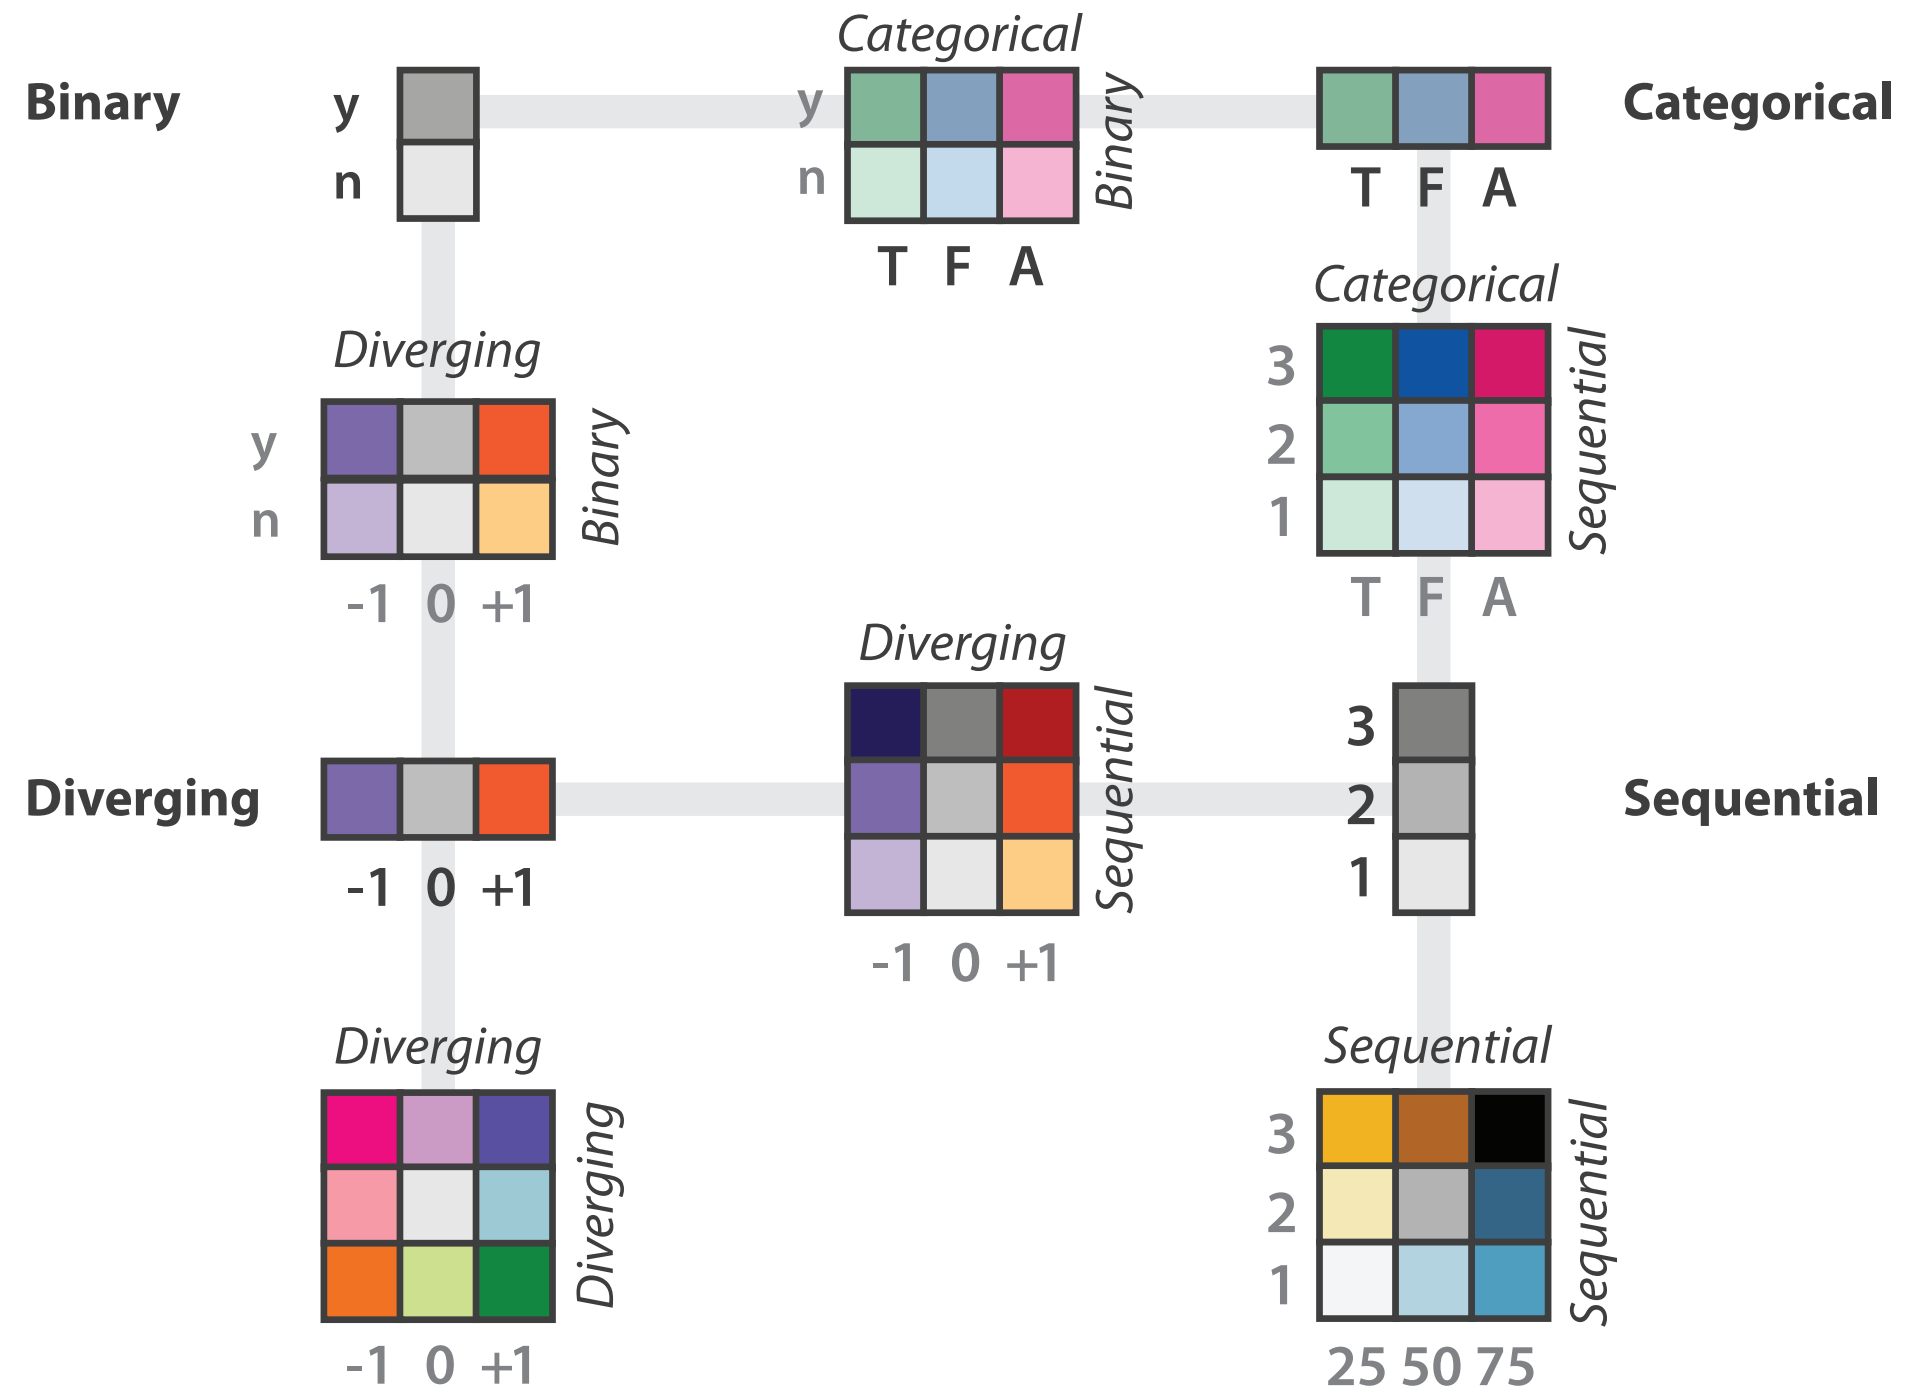 Categorical
Binary
y
n
y
n
Binary
T F A
T F A
Categorical
Diverging
Categorical
3
2
1
Sequential
T F A
y
n
Binary
-1 0 +1
Diverging
Diverging
-1 0 +1
Sequential
-1 0 +1
3
2
1
Sequential
Diverging
Diverging
-1 0 +1
Sequential
3
2
1
Sequential
25 50 75